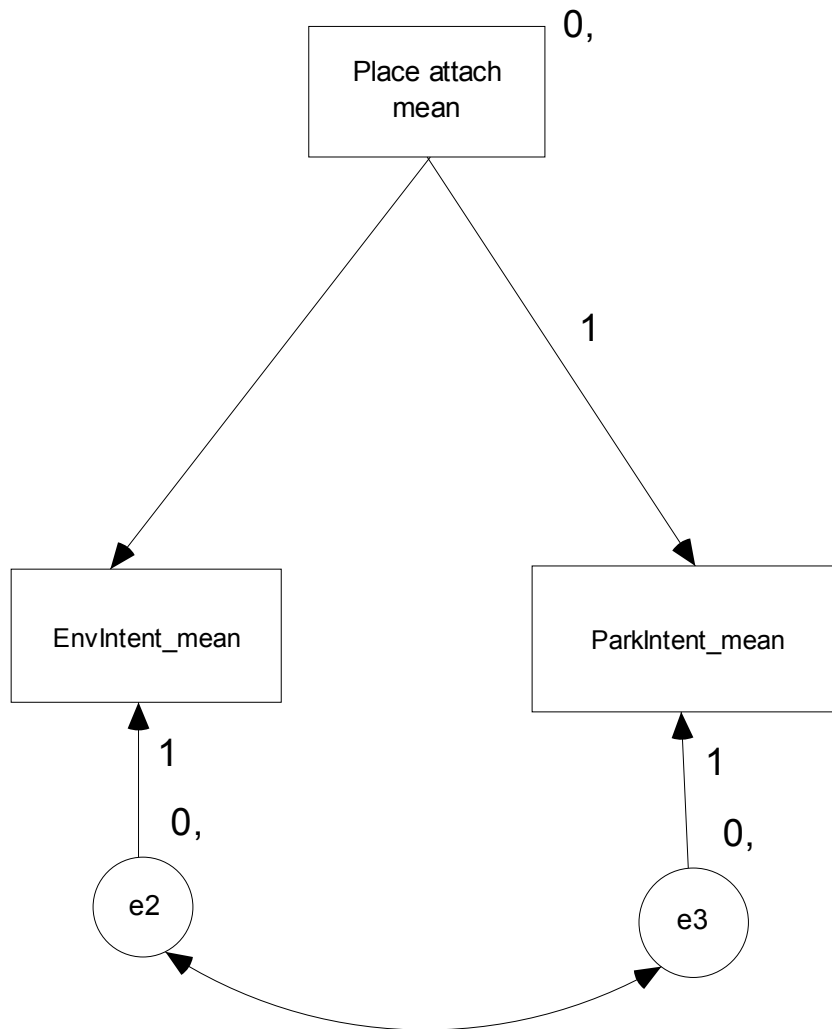 0,
Place attach
mean
1
EnvIntent_mean
ParkIntent_mean
1
1
0,
0,
e2
e3